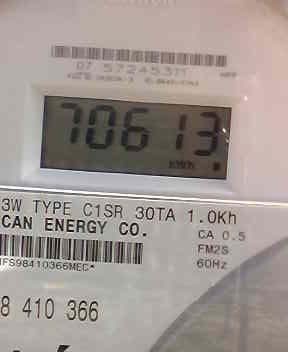 07 57245311
70613
3W TYPE C1SR 30TA 1.0Kh
CAN ENERGY CO.
CA 0.5
FM2S
60Hz
IFS98410366MEC*
8 410 366